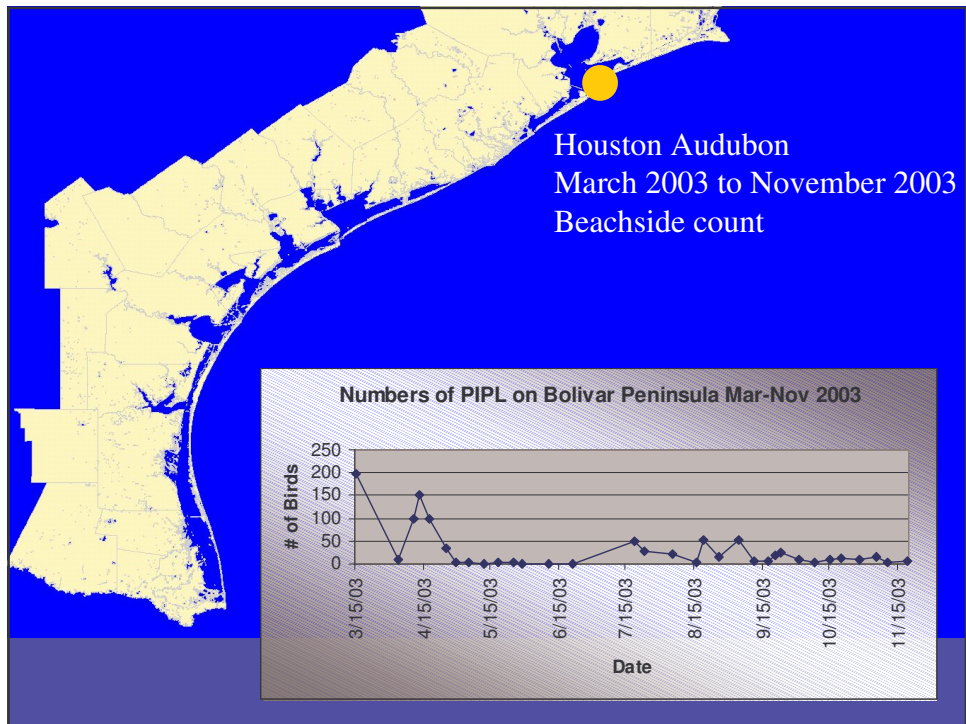 Houston Audubon
March 2003 to November 2003
Beachside count
Numbers of PIPL on Bolivar Peninsula Mar-Nov 2003
# of Birds
250
200
150
100
50
0
3/15/03
4/15/03
5/15/03
6/15/03
7/15/03
8/15/03
9/15/03
10/15/03
11/15/03
Date